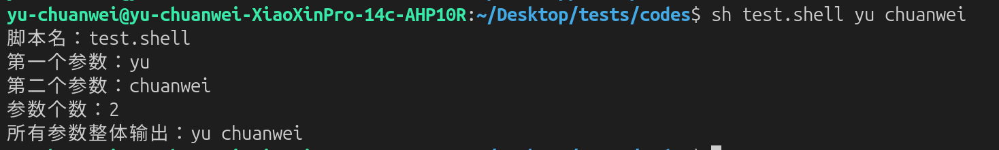 yu-chuanwei@yu-chuanwei-XiaoXinPro-14c-AHP10R:~/Desktop/tests/codes$ sh test.shell yu chuanwei
脚本名：test.shell
第一个参数：yu
第二个参数：chuanwei
参数个数：2
所有参数整体输出：yu chuanwei